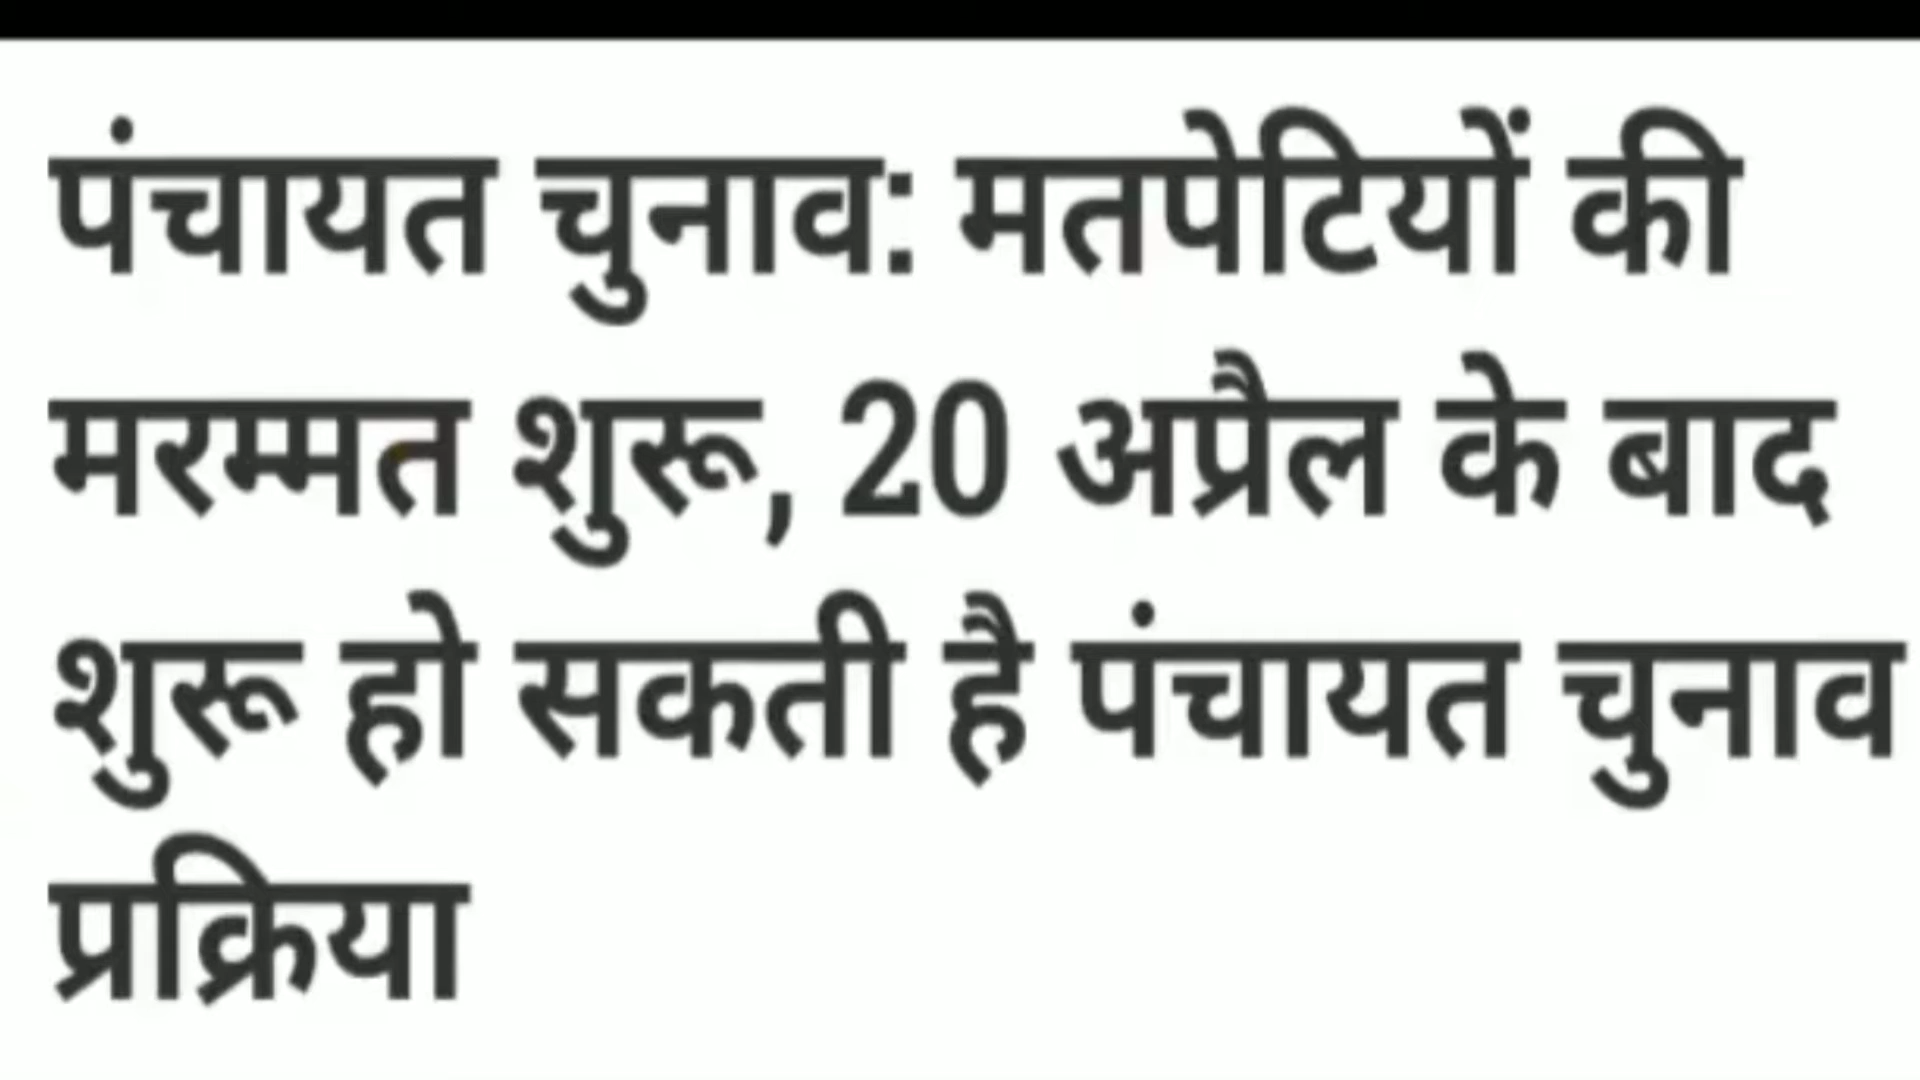 पंचायत चुनाव: मतपेटियों की
मरम्मत शुरू, 20 अप्रैल के बाद
शुरू हो सकती है पंचायत चुनाव
प्रक्रिया